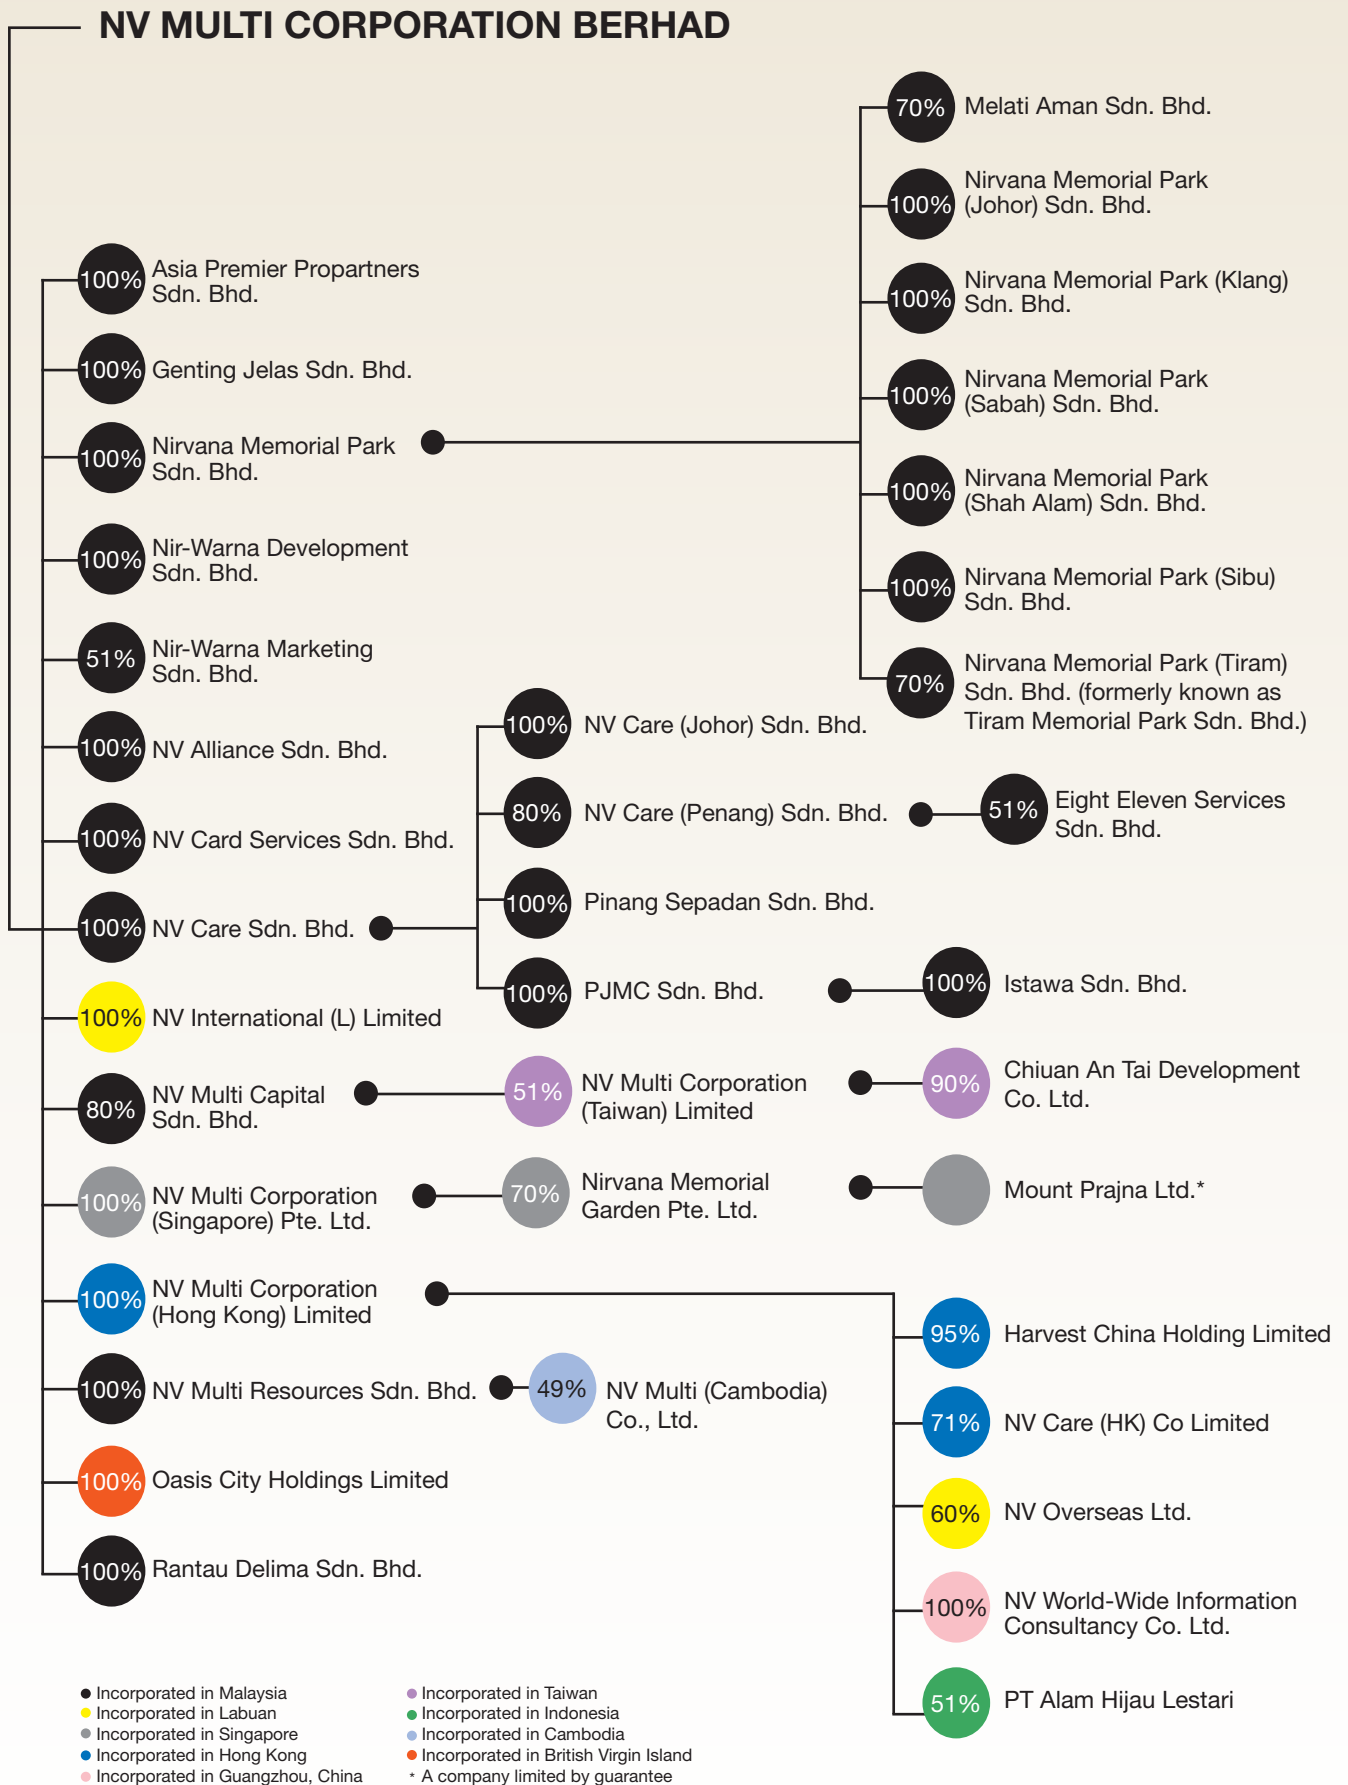 NV MULTI CORPORATION BERHAD
100%
Asia Premier Propartners
Sdn. Bhd.
100%
Genting Jelas Sdn. Bhd.
100%
Nirvana Memorial Park
Sdn. Bhd.
70%
Melati Aman Sdn. Bhd.
100%
Nirvana Memorial Park
(Johor) Sdn. Bhd.
100%
Nirvana Memorial Park (Klang)
Sdn. Bhd.
100%
Nirvana Memorial Park
(Sabah) Sdn. Bhd.
100%
Nirvana Memorial Park
(Shah Alam) Sdn. Bhd.
100%
Nirvana Memorial Park (Sibu)
Sdn. Bhd.
70%
Nirvana Memorial Park (Tiram)
Sdn. Bhd. (formerly known as
Tiram Memorial Park Sdn. Bhd.)
100%
Nir-Warna Development
Sdn. Bhd.
51%
Nir-Warna Marketing
Sdn. Bhd.
100%
NV Alliance Sdn. Bhd.
100%
NV Card Services Sdn. Bhd.
100%
NV Care Sdn. Bhd.
100%
NV Care (Johor) Sdn. Bhd.
80%
NV Care (Penang) Sdn. Bhd.
51%
Eight Eleven Services
Sdn. Bhd.
100%
Pinang Sepadan Sdn. Bhd.
100%
PJMC Sdn. Bhd.
100%
Istawa Sdn. Bhd.
100%
NV International (L) Limited
80%
NV Multi Capital
Sdn. Bhd.
51%
NV Multi Corporation
(Taiwan) Limited
90%
Chiuan An Tai Development
Co. Ltd.
100%
NV Multi Corporation
(Singapore) Pte. Ltd.
70%
Nirvana Memorial
Garden Pte. Ltd.
Mount Prajna Ltd.*
100%
NV Multi Corporation
(Hong Kong) Limited
95%
Harvest China Holding Limited
71%
NV Care (HK) Co Limited
60%
NV Overseas Ltd.
100%
NV World-Wide Information
Consultancy Co. Ltd.
51%
PT Alam Hijau Lestari
100%
NV Multi Resources Sdn. Bhd.
49%
NV Multi (Cambodia)
Co., Ltd.
100%
Oasis City Holdings Limited
100%
Rantau Delima Sdn. Bhd.
Incorporated in Malaysia
Incorporated in Labuan
Incorporated in Singapore
Incorporated in Hong Kong
Incorporated in Guangzhou, China
Incorporated in Taiwan
Incorporated in Indonesia
Incorporated in Cambodia
Incorporated in British Virgin Island
* A company limited by guarantee